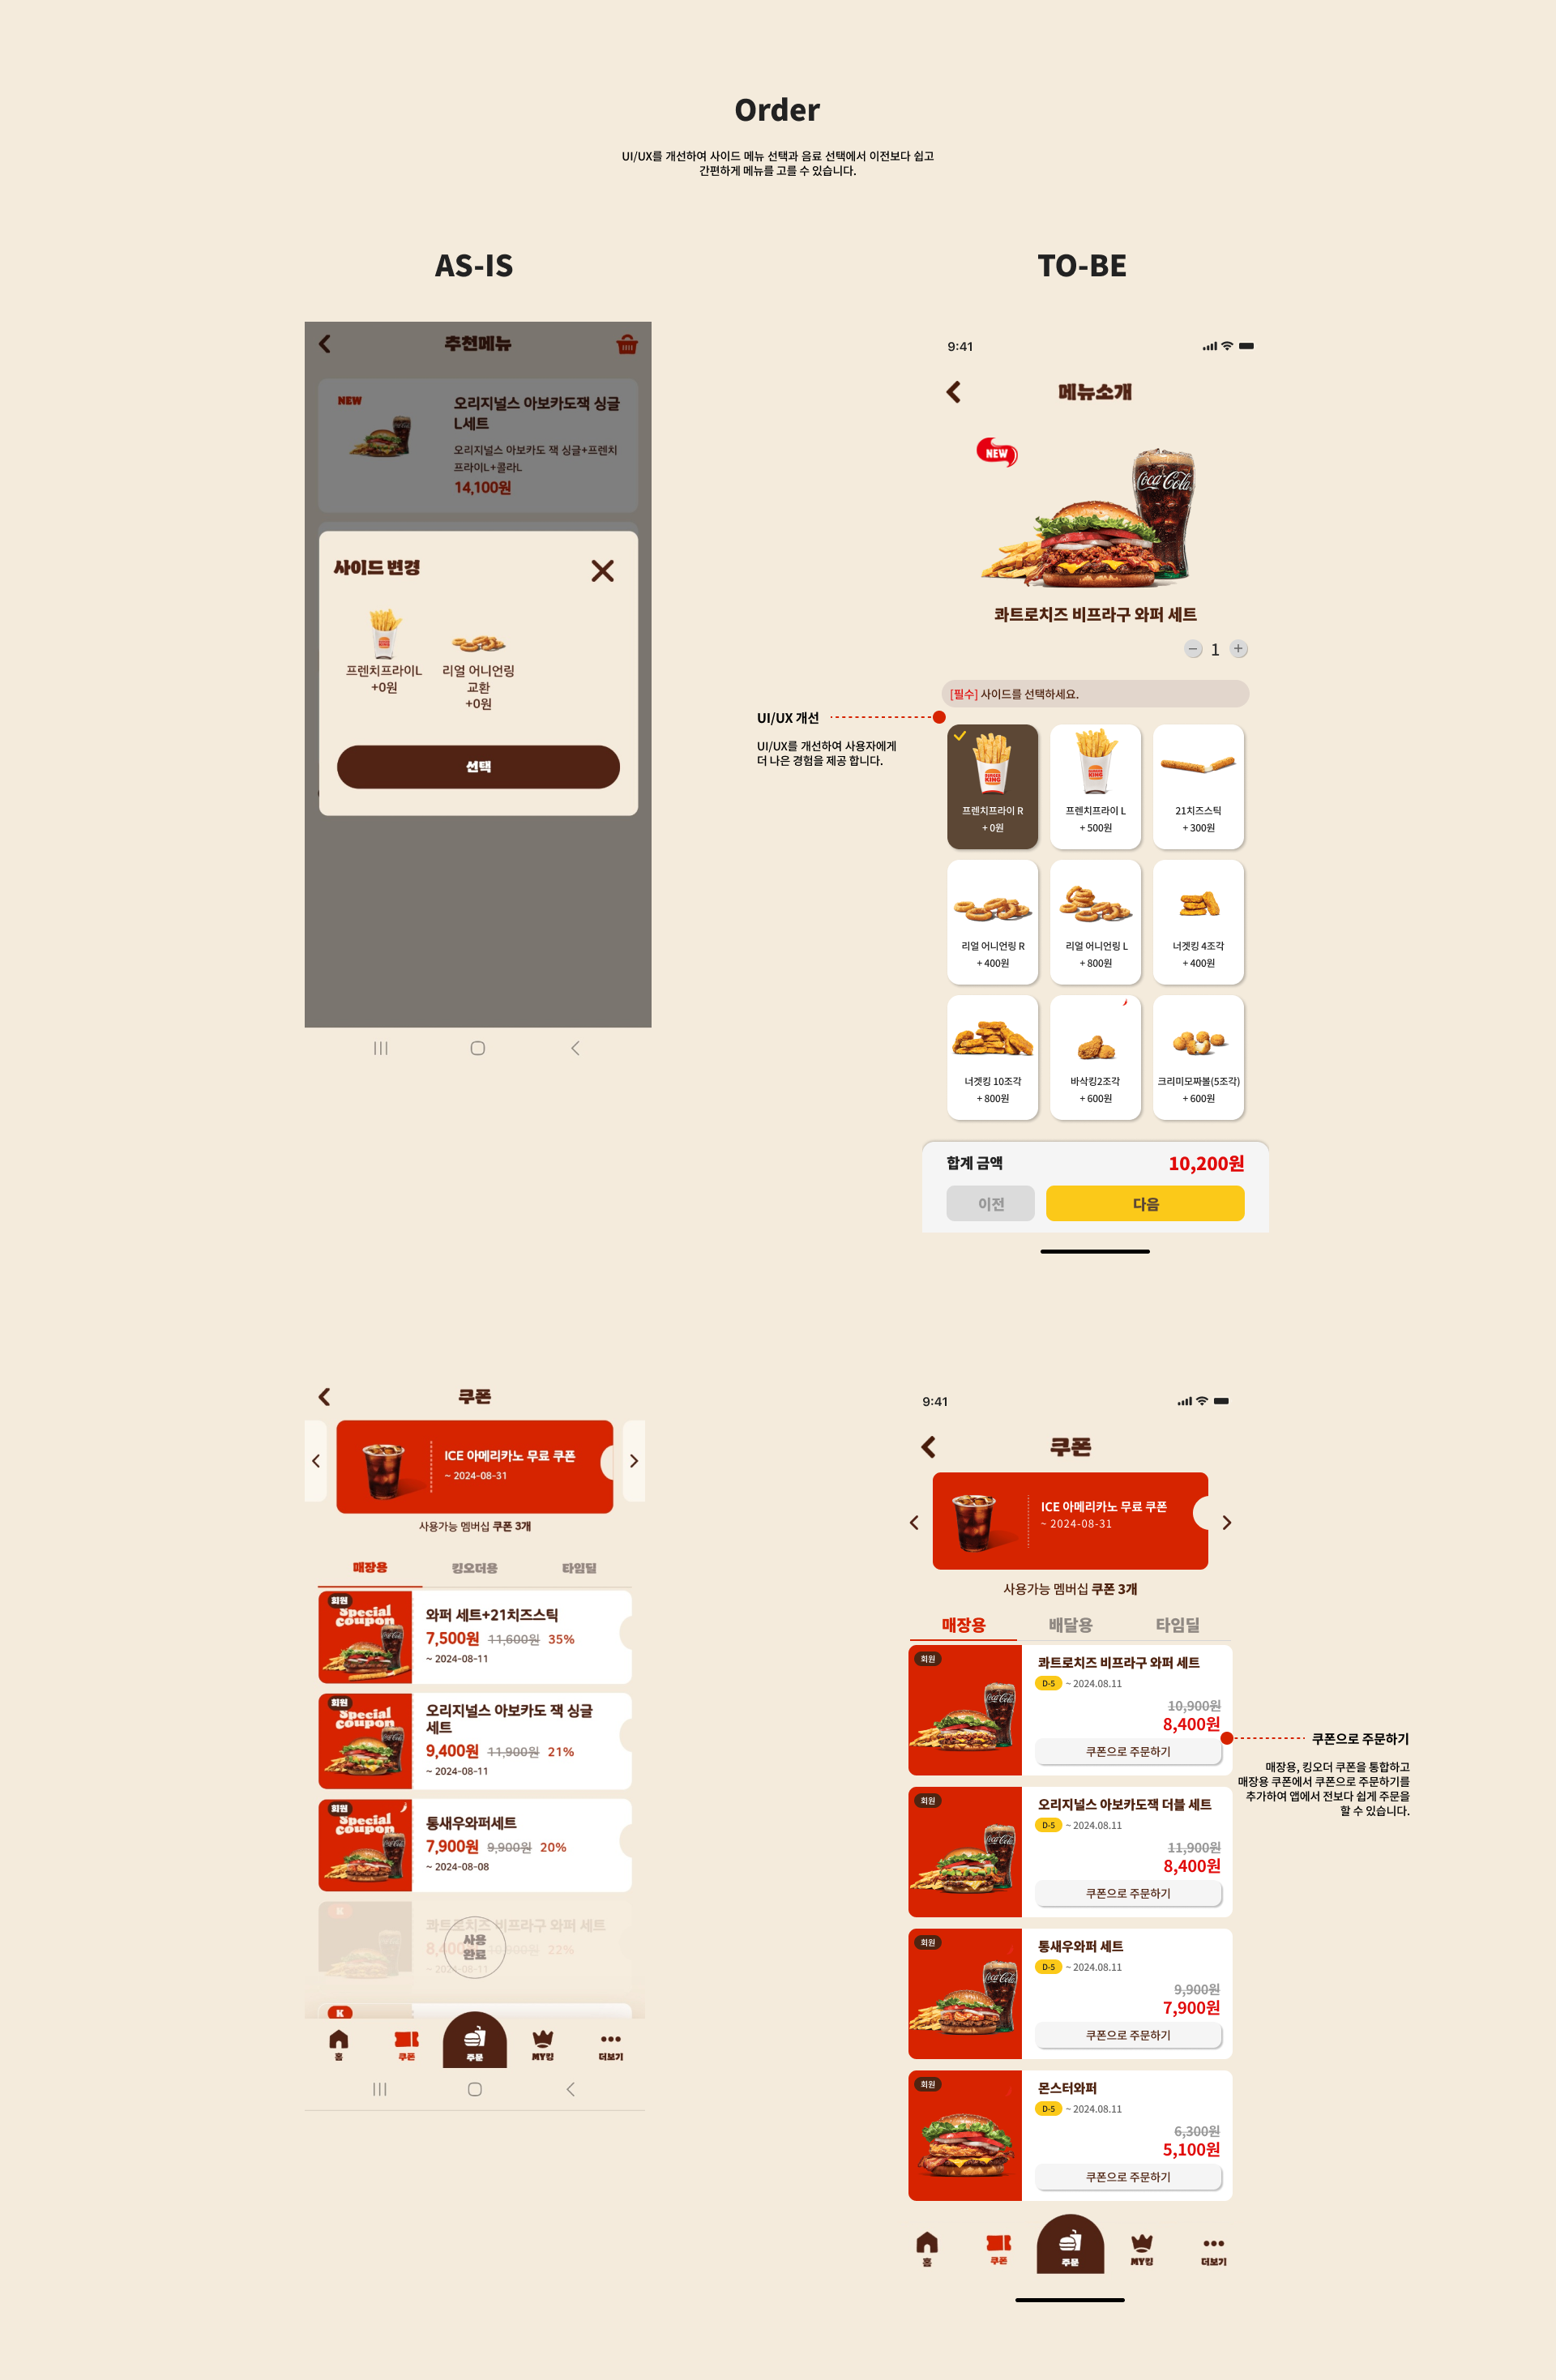 Order
UI/UX를 개선하여 사이드 메뉴 선택과 음료 선택에서 이전보다 쉽고
간편하게 메뉴를 고를 수 있습니다.
AS-IS
추천메뉴
NEW
오리지널스 아보카도잭 싱글
L세트
오리지널스 아보카도 잭 싱글+프렌치
프라이L+콜라L
14,100원
사이드 변경
프렌치프라이L
+0원
리얼 어니언링
교환
+0원
선택
TO-BE
9:41
메뉴소개
NEW
Coca-Cola
콰트로치즈 비프라구 와퍼 세트
1
[필수] 사이드를 선택하세요.
UI/UX 개선
UI/UX를 개선하여 사용자에게
더 나은 경험을 제공 합니다.
BURGER
KING
프렌치프라이 R
+ 0원
BURGER
KING
프렌치프라이 L
+ 500원
21치즈스틱
+ 300원
리얼 어니언링 R
+ 400원
리얼 어니언링 L
+ 800원
너겟킹 4조각
+ 400원
너겟킹 10조각
+ 800원
바삭킹2조각
+ 600원
크리미모짜볼(5조각)
+ 600원
합계 금액
10,200원
이전
다음
쿠폰
ICE 아메리카노 무료 쿠폰
~ 2024-08-31
사용가능 멤버십 쿠폰 3개
매장용
킹오더용
타임딜
회원
Special
coupon
와퍼 세트+21치즈스틱
7,500원 11,600원 35%
~ 2024-08-11
회원
Special
coupon
오리지널스 아보카도 잭 싱글
세트
9,400원 11,900원 21%
~ 2024-08-11
회원
Special
coupon
통새우와퍼세트
7,900원 9,900원 20%
~ 2024-08-08
K
콰트로치즈 비프라구 와퍼 세트
8,400원 10,900원 22%
~ 2024-08-11
사용
완료
K
홈
쿠폰
주문
MY킹
더보기
9:41
쿠폰
ICE 아메리카노 무료 쿠폰
~ 2024-08-31
사용가능 멤버십 쿠폰 3개
매장용
배달용
타임딜
회원
Coca-Cola
콰트로치즈 비프라구 와퍼 세트
D-5 ~ 2024.08.11
10,900원
8,400원
쿠폰으로 주문하기
쿠폰으로 주문하기
매장용, 킹오더 쿠폰을 통합하고
매장용 쿠폰에서 쿠폰으로 주문하기를
추가하여 앱에서 전보다 쉽게 주문을
할 수 있습니다.
회원
Coca-Cola
오리지널스 아보카도잭 더블 세트
D-5 ~ 2024.08.11
11,900원
8,400원
쿠폰으로 주문하기
회원
Coca-Cola
통새우와퍼 세트
D-5 ~ 2024.08.11
9,900원
7,900원
쿠폰으로 주문하기
회원
몬스터와퍼
D-5 ~ 2024.08.11
6,300원
5,100원
쿠폰으로 주문하기
홈
쿠폰
주문
MY킹
더보기